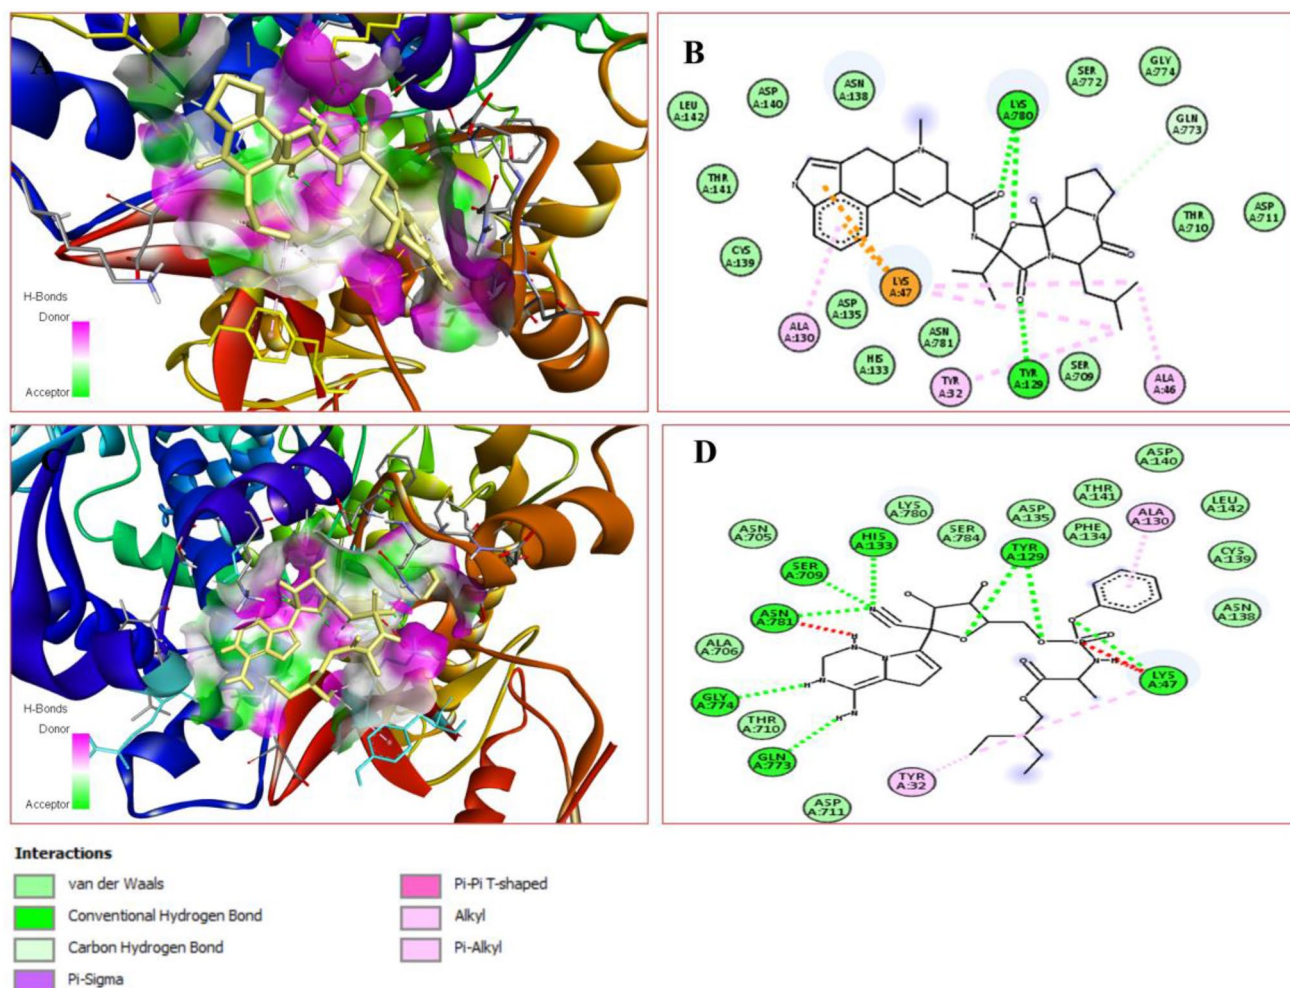 A
H-Bonds
Donor
Acceptor
B
LEU
A:142
ASP
A:140
ASN
A:138
LYS
A:780
SER
A:772
GLY
A:774
GLN
A:773
THR
A:141
THR
A:710
ASP
A:711
CYS
A:139
LYS
A:47
ASP
A:135
ASN
A:781
ALA
A:130
HIS
A:133
TYR
A:32
TYR
A:129
SER
A:709
ALA
A:46
C
H-Bonds
Donor
Acceptor
D
ASP
A:140
THR
A:141
ALA
A:130
LEU
A:142
LYS
A:780
ASP
A:135
ASN
A:705
HIS
A:133
SER
A:784
PHE
A:134
TYR
A:129
CYS
A:139
SER
A:709
ASN
A:781
ASN
A:138
ALA
A:706
LYS
A:47
GLY
A:774
THR
A:710
GLN
A:773
TYR
A:32
ASP
A:711
Interactions
van der Waals
Conventional Hydrogen Bond
Carbon Hydrogen Bond
Pi-Sigma
Pi-Pi T-shaped
Alkyl
Pi-Alkyl